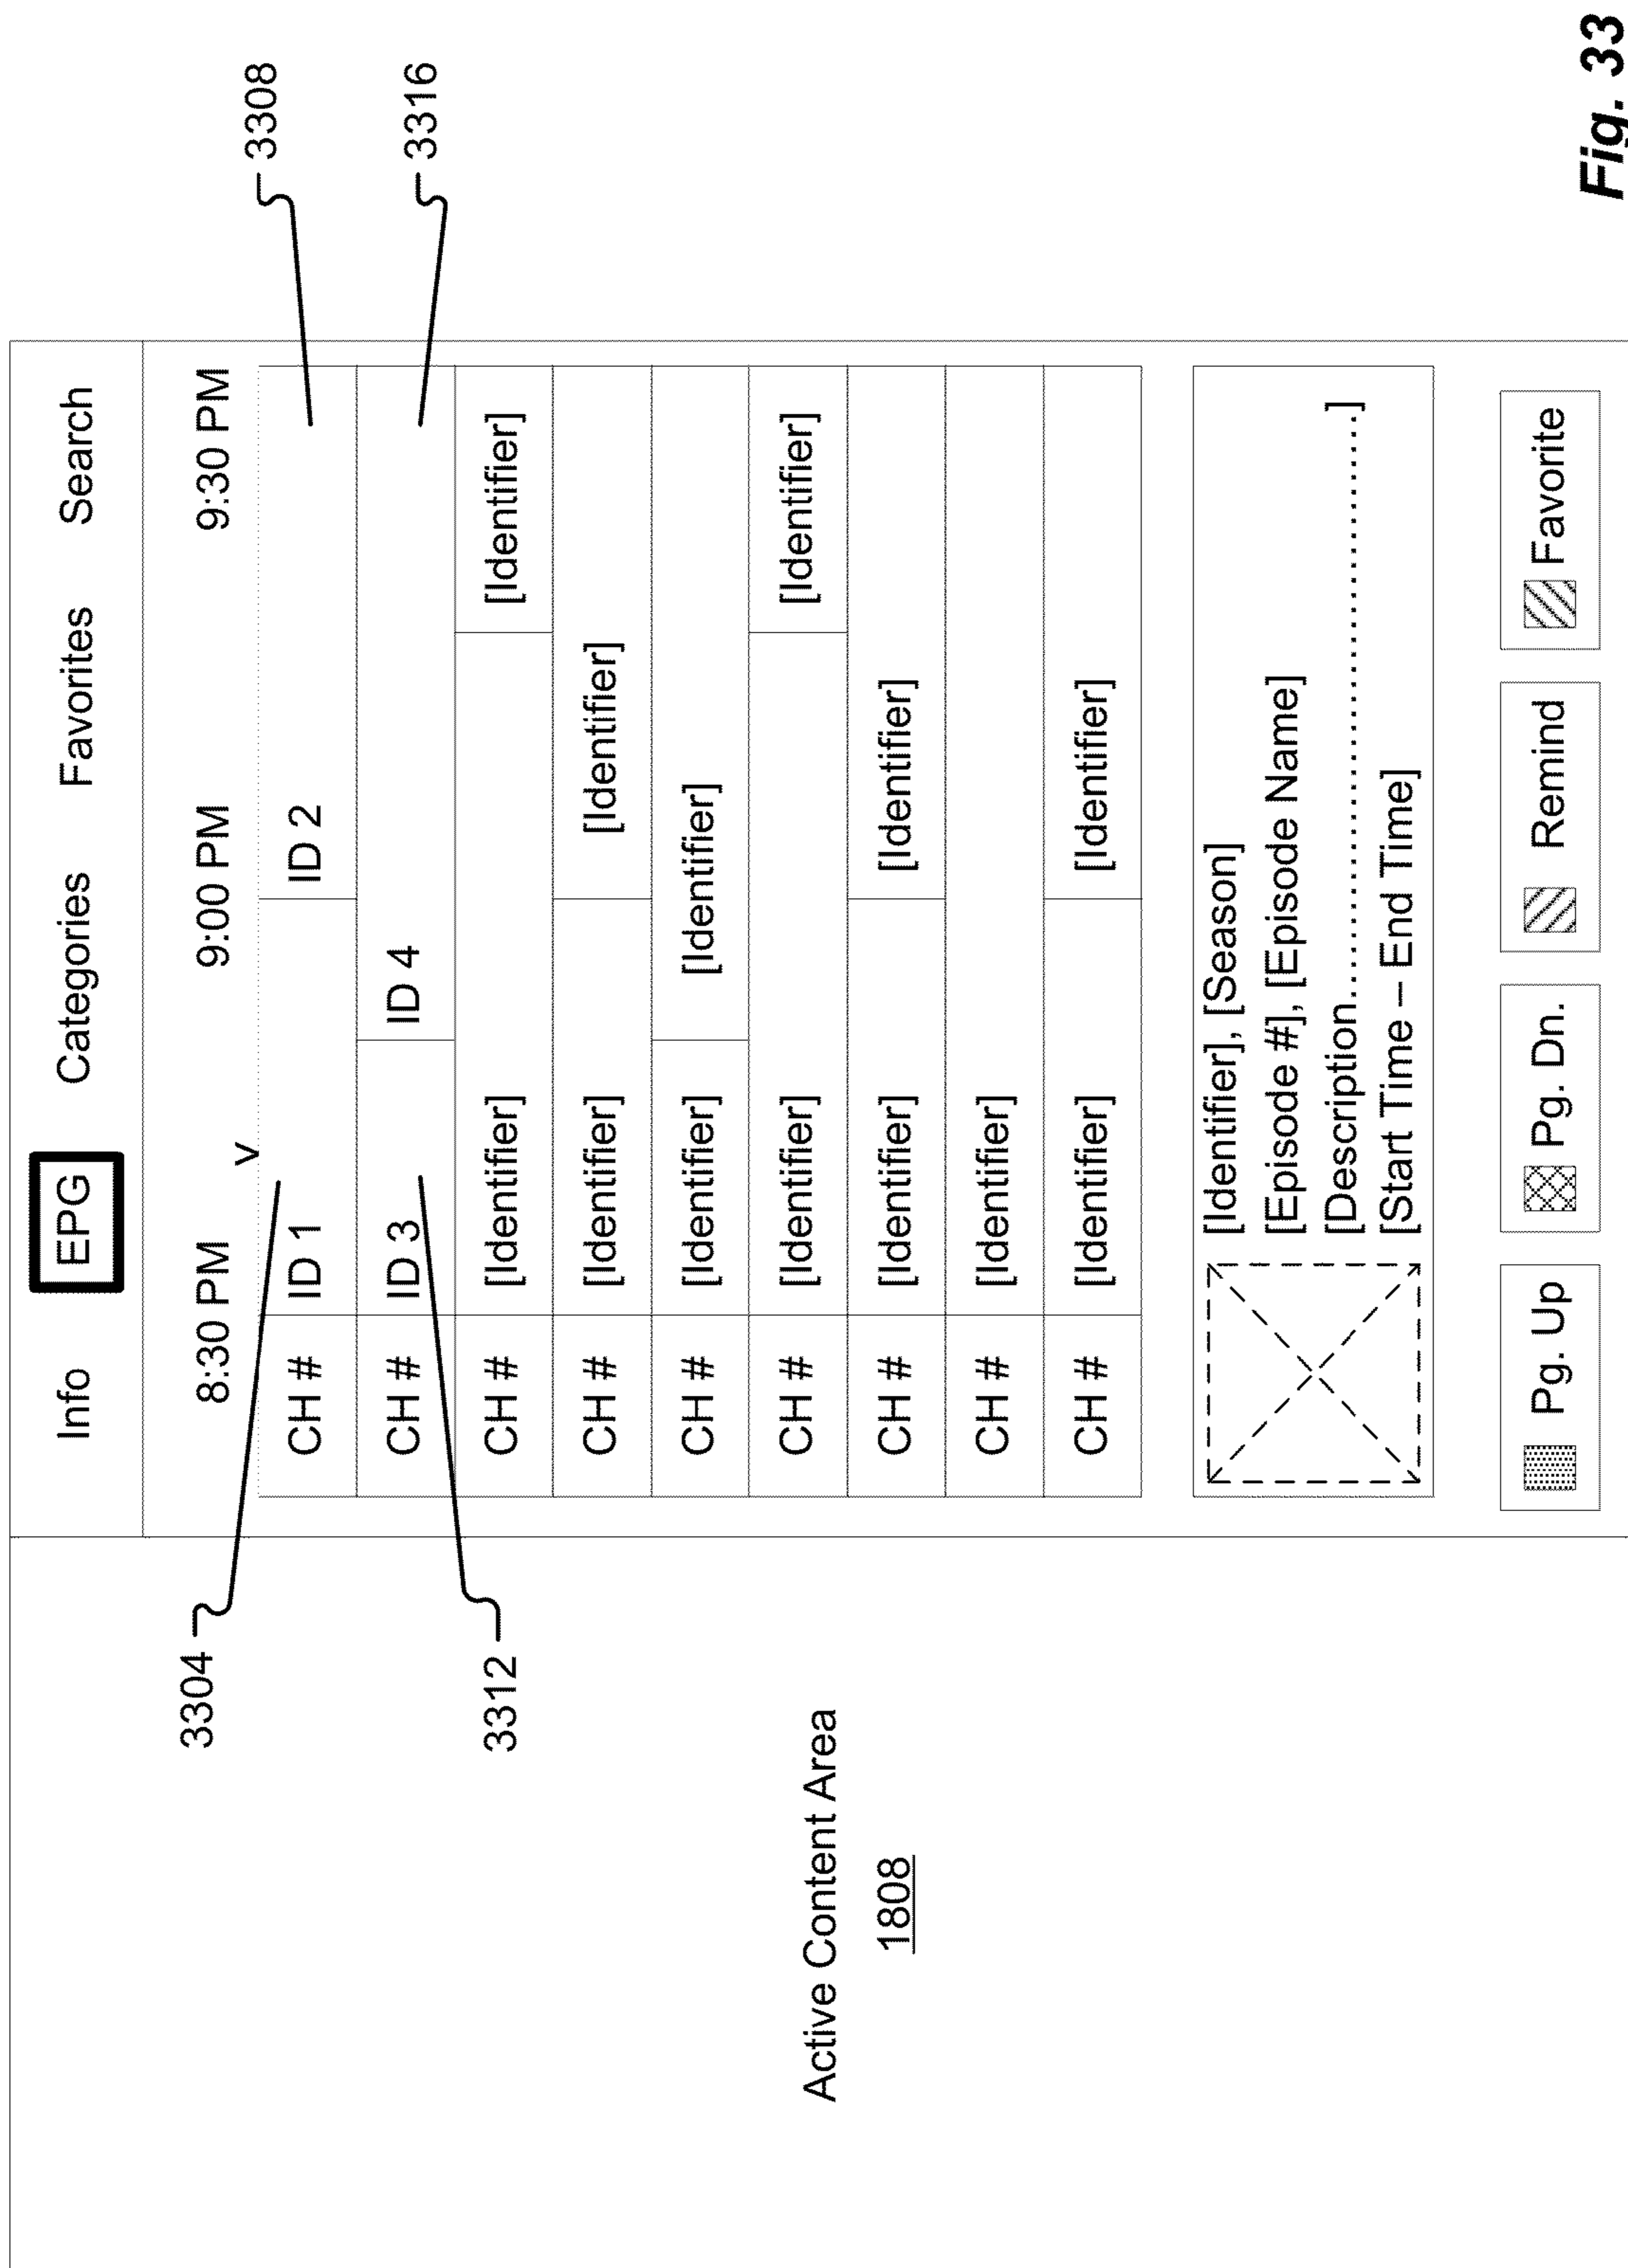 Info EPG Categories Favorites Search
8:30 PM 9:00 PM 9:30 PM
v
3304
3308
CH # ID 1 ID 2
3312
3316
CH # ID 3 ID 4
CH # [Identifier] [Identifier]
CH # [Identifier] [Identifier]
CH # [Identifier] [Identifier]
CH # [Identifier] [Identifier]
CH # [Identifier] [Identifier]
CH # [Identifier]
CH # [Identifier] [Identifier]
Active Content Area
1808
[Identifier], [Season]
[Episode #], [Episode Name]
[Description..............................................]
[Start Time – End Time]
Pg. Up Pg. Dn. Remind Favorite
Fig. 33